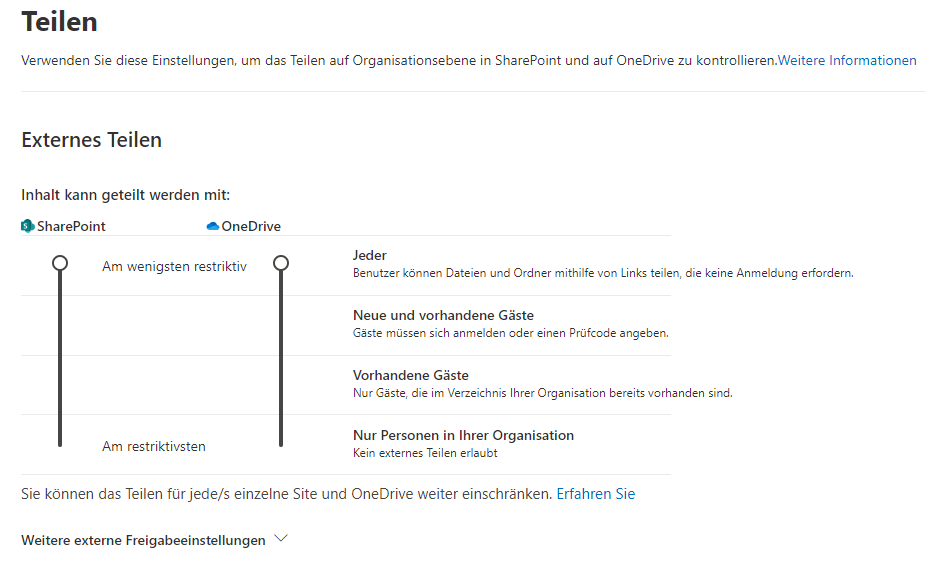 Teilen
Verwenden Sie diese Einstellungen, um das Teilen auf Organisationsebene in SharePoint und auf OneDrive zu kontrollieren.Weitere Informationen
Externes Teilen
Inhalt kann geteilt werden mit:
SharePoint OneDrive
Am wenigsten restriktiv
Jeder
Benutzer können Dateien und Ordner mithilfe von Links teilen, die keine Anmeldung erfordern.
Neue und vorhandene Gäste
Gäste müssen sich anmelden oder einen Prüfcode angeben.
Vorhandene Gäste
Nur Gäste, die im Verzeichnis Ihrer Organisation bereits vorhanden sind.
Am restriktivsten
Nur Personen in Ihrer Organisation
Kein externes Teilen erlaubt
Sie können das Teilen für jede/s einzelne Site und OneDrive weiter einschränken. Erfahren Sie
Weitere externe Freigabeeinstellungen